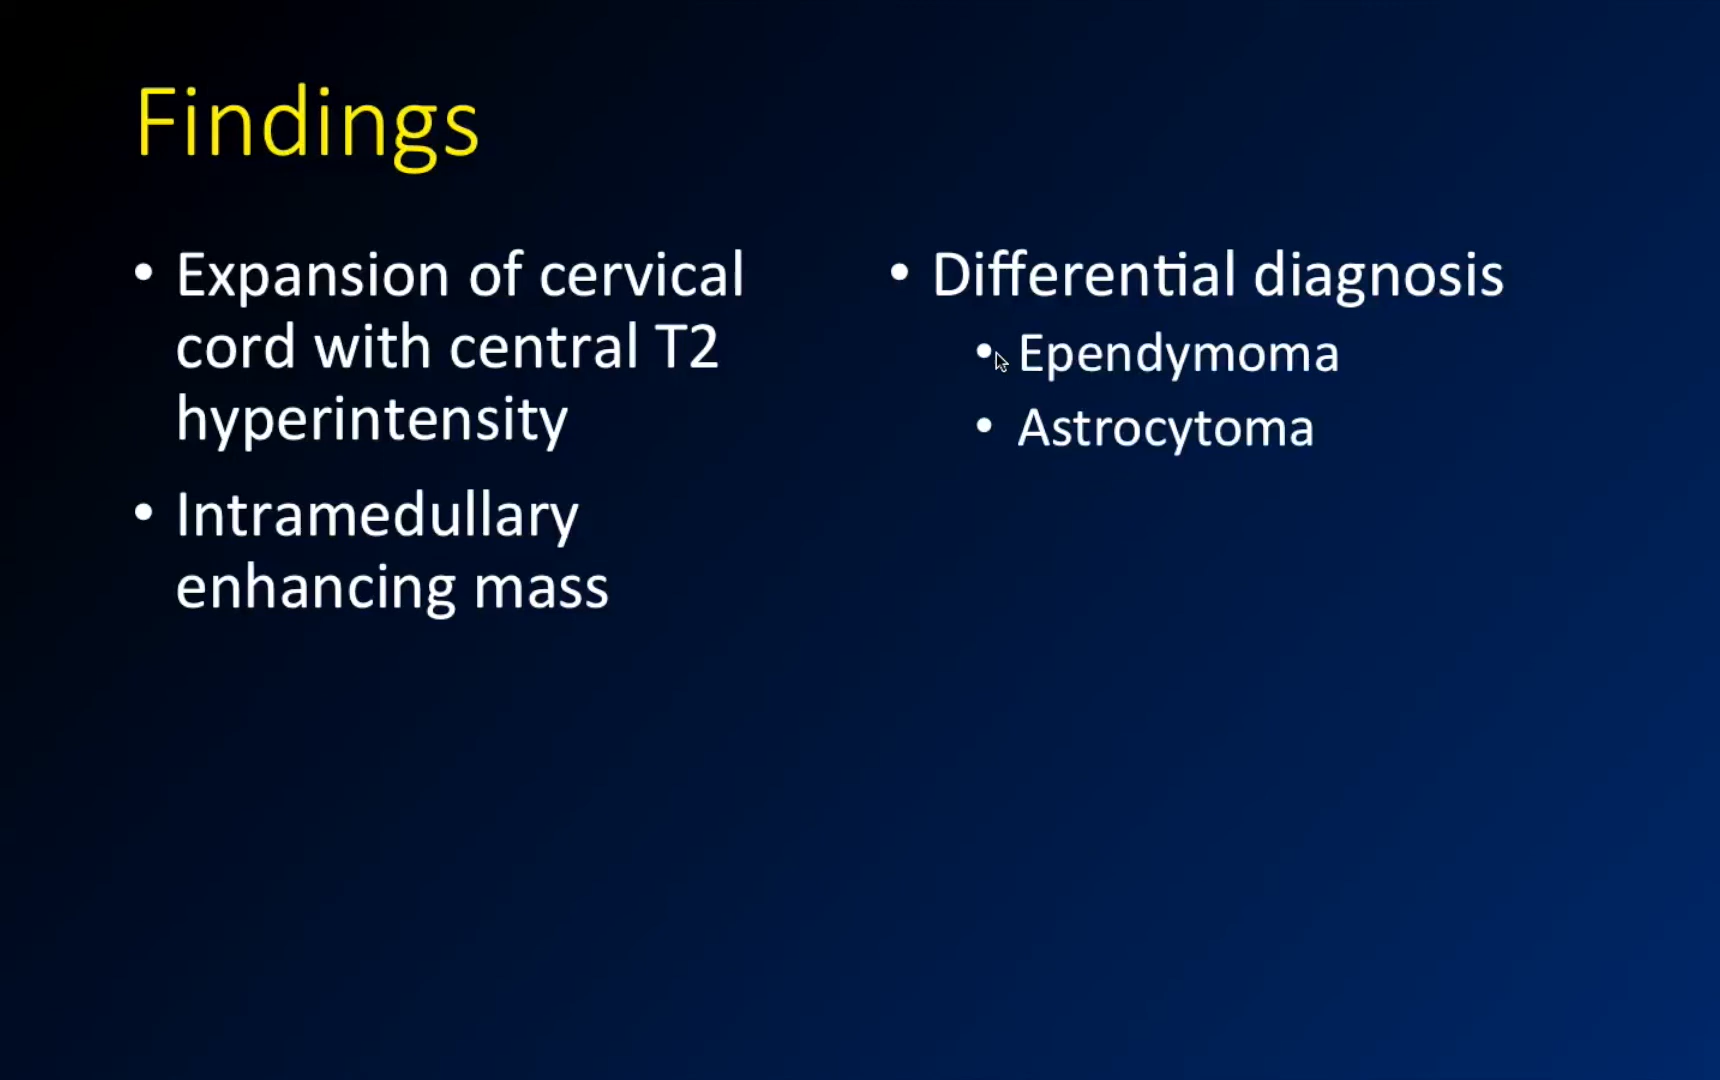 Findings
• Expansion of cervical
cord with central T2
hyperintensity
• Intramedullary
enhancing mass
• Differential diagnosis
• Ependymoma
• Astrocytoma